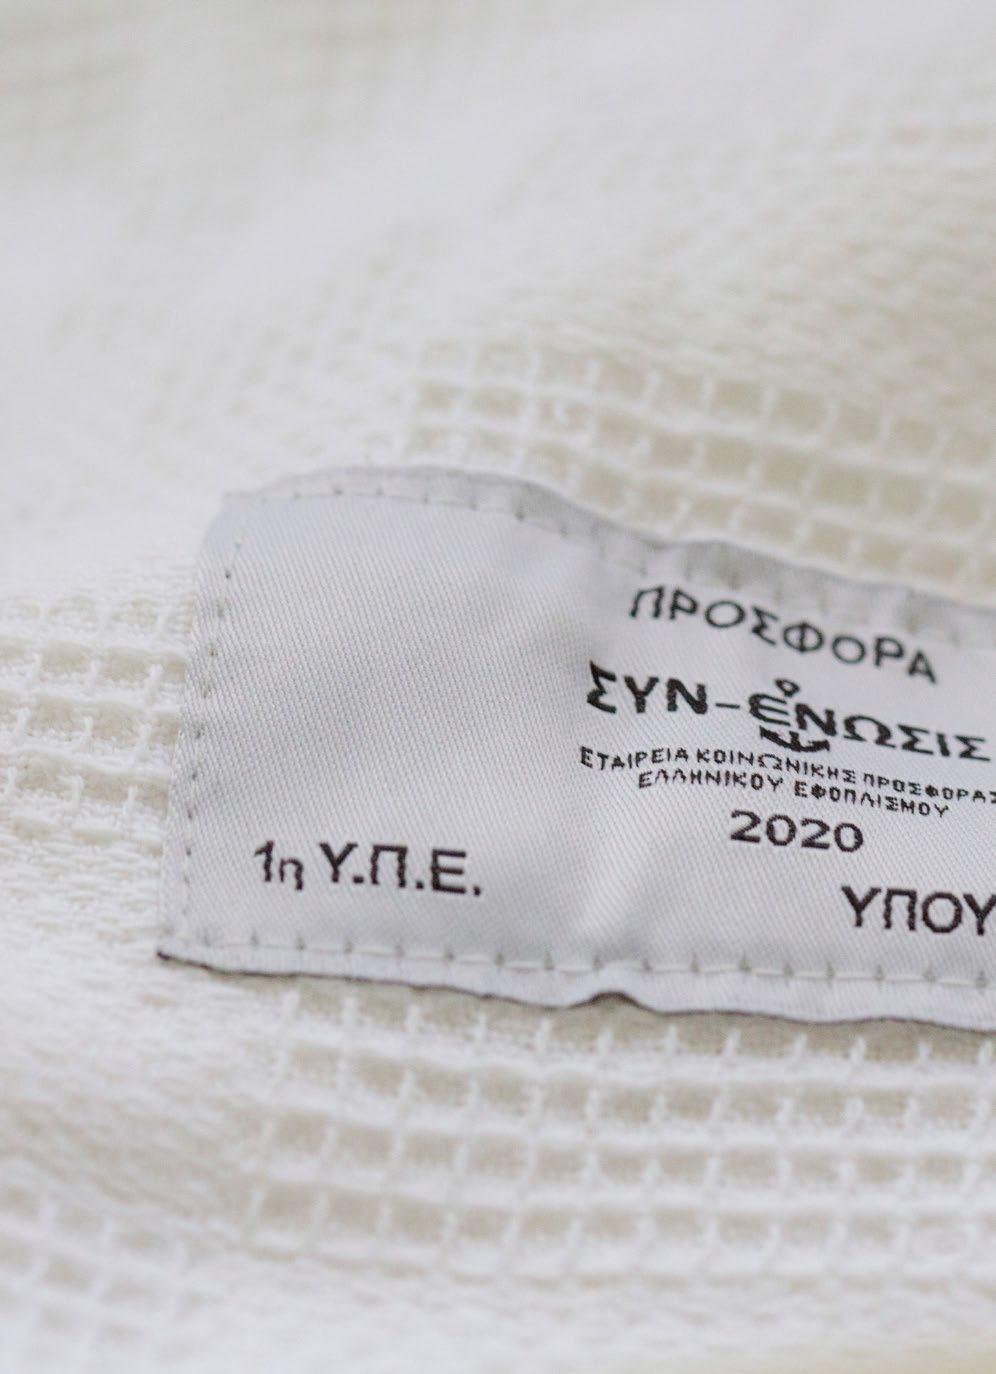 ΠΡΟΣΦΟΡΑ
ΣΥΝ-ΕΝΩΣΙΣ
ΕΤΑΙΡΕΙΑ ΚΟΙΝΩΝΙΚΗΣ ΠΡΟΣΦΟΡΑΣ
ΕΛΛΗΝΙΚΟΥ ΕΦΟΠΛΙΣΜΟΥ
2020
1η Υ.Π.Ε.
ΥΠΟΥ